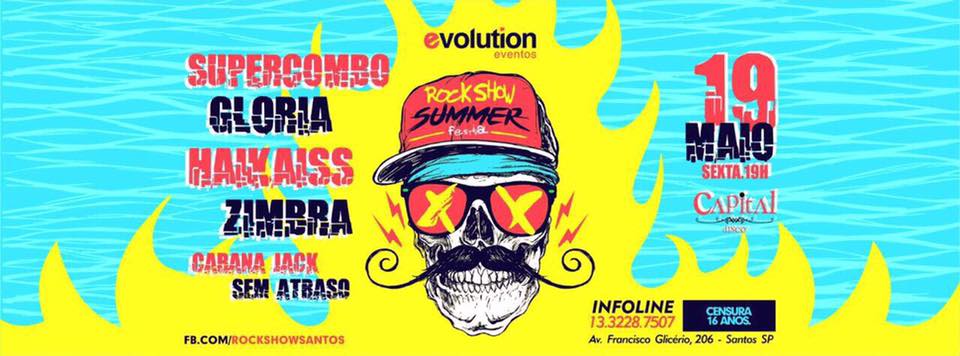 evolution
eventos
SUPERCOMBO
GLORIA
HAIKAISS
ZIMBRA
CABANA JACK
SEM ATRASO
FB.COM/ROCKSHOWSANTOS
ROCK SHOW
SUMMER
festival
X X
19
MAIO
SEXTA.19H
CAPitAl
disco
INFOLINE
13.3228.7507
CENSURA
16 ANOS.
Av. Francisco Glicério, 206 - Santos SP